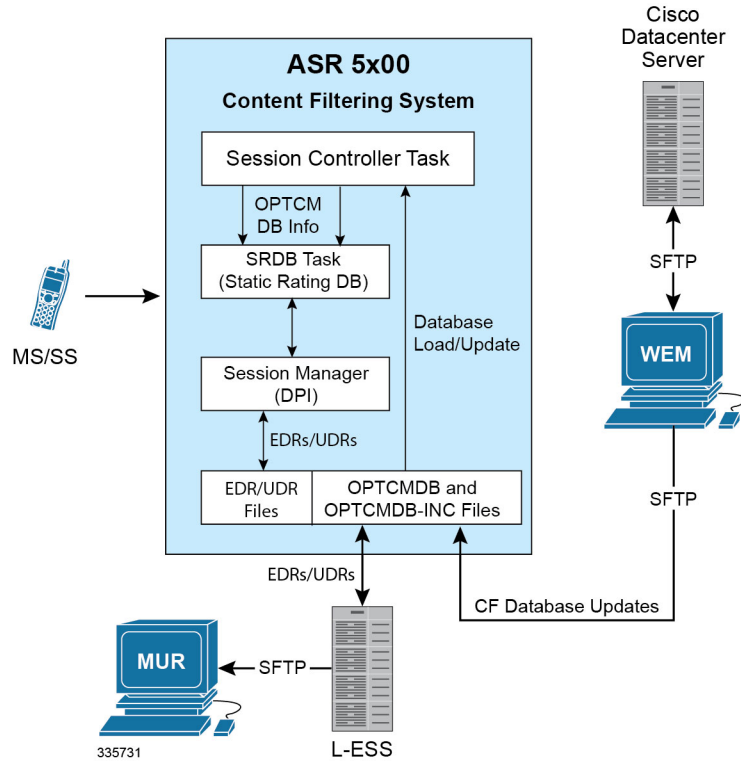 Cisco
Datacenter
Server
ASR 5x00
Content Filtering System
Session Controller Task
OPTCM
DB Info
SRDB Task
(Static Rating DB)
SFTP
MS/SS
Database
Load/Update
WEM
Session Manager
(DPI)
EDRs/UDRs
EDR/UDR
Files
OPTCMDB and
OPTCMDB-INC Files
SFTP
EDRs/UDRs
CF Database Updates
MUR
SFTP
335731
L-ESS